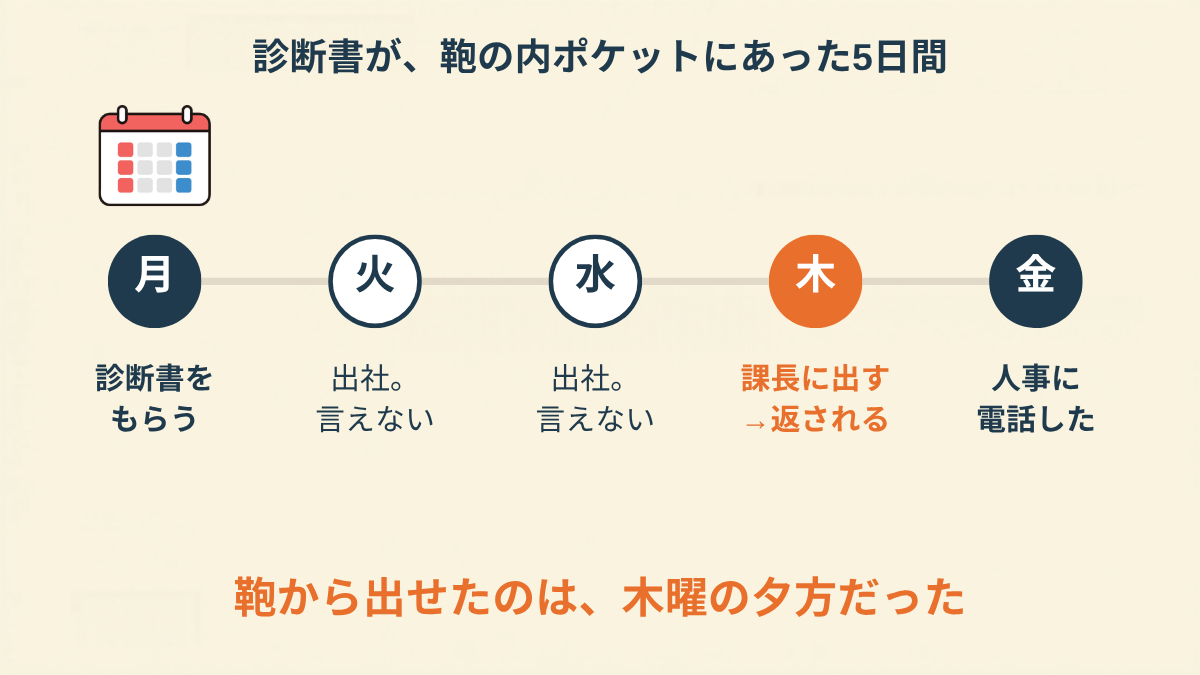 診断書が、鞄の内ポケットにあった5日間
月
火
水
木
金
診断書を
もらう
出社。
言えない
出社。
言えない
課長に出す
→返される
人事に
電話した
鞄から出せたのは、木曜の夕方だった